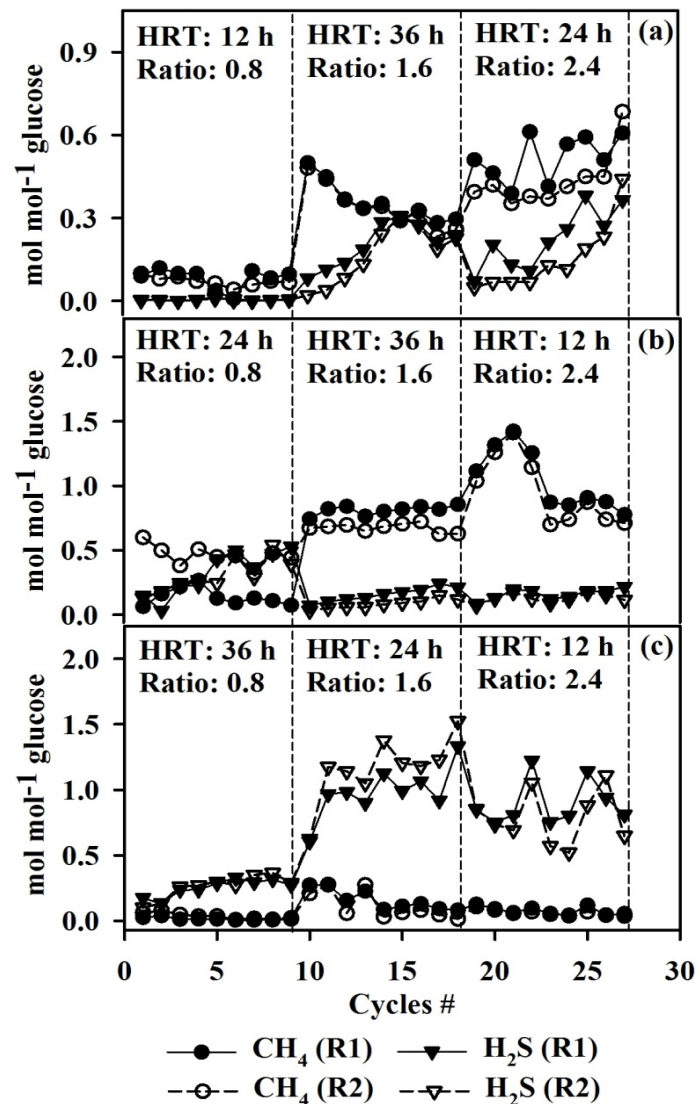 HRT: 12 h HRT: 36 h HRT: 24 h (a)
Ratio: 0.8 Ratio: 1.6 Ratio: 2.4
0.9
0.6
0.3
0.0
mol mol⁻¹ glucose
HRT: 24 h HRT: 36 h HRT: 12 h (b)
Ratio: 0.8 Ratio: 1.6 Ratio: 2.4
2.0
1.5
1.0
0.5
0.0
mol mol⁻¹ glucose
HRT: 36 h HRT: 24 h HRT: 12 h (c)
Ratio: 0.8 Ratio: 1.6 Ratio: 2.4
2.0
1.5
1.0
0.5
0.0
mol mol⁻¹ glucose
0 5 10 15 20 25 30
Cycles #
CH₄ (R1) H₂S (R1)
CH₄ (R2) H₂S (R2)